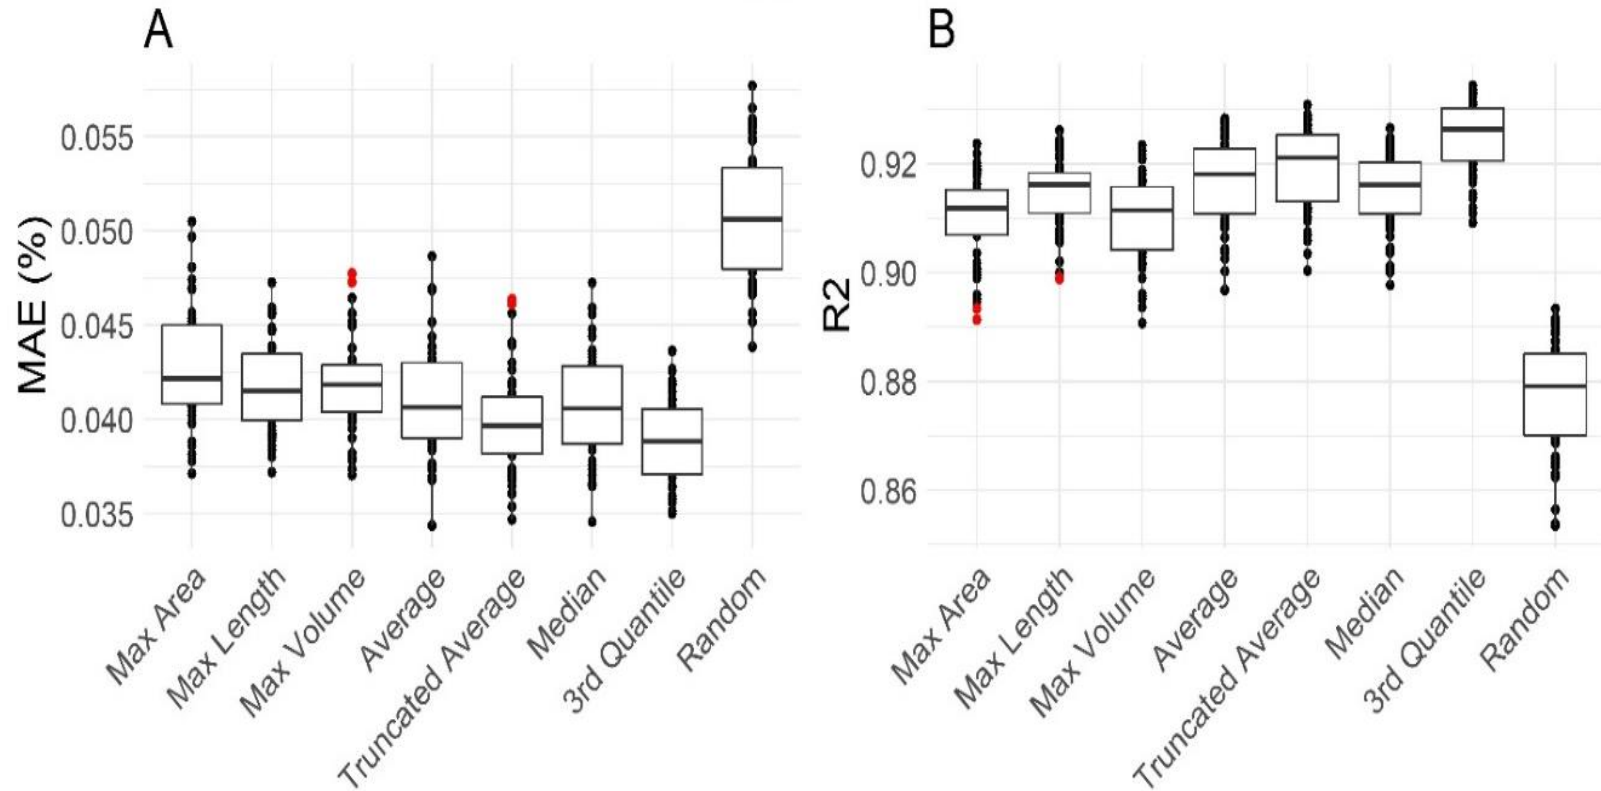 A
MAE (%)
0.055
0.050
0.045
0.040
0.035
Max Area
Max Length
Max Volume
Average
Truncated Average
Median
3rd Quantile
Random
B
R2
0.92
0.90
0.88
0.86
Max Area
Max Length
Max Volume
Average
Truncated Average
Median
3rd Quantile
Random